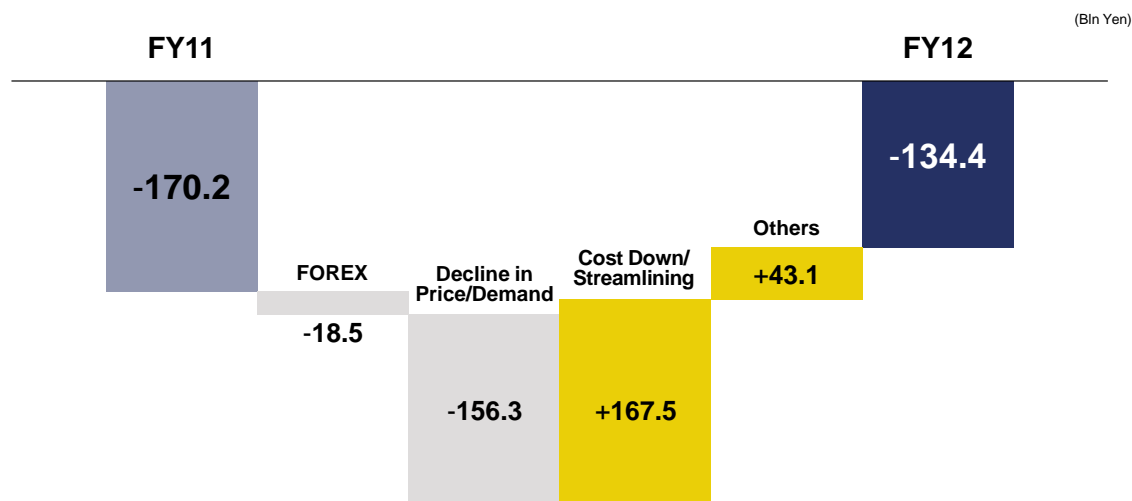 (Bln Yen)
FY11
FY12
-170.2
-134.4
FOREX
-18.5
Decline in
Price/Demand
-156.3
Cost Down/
Streamlining
+167.5
Others
+43.1